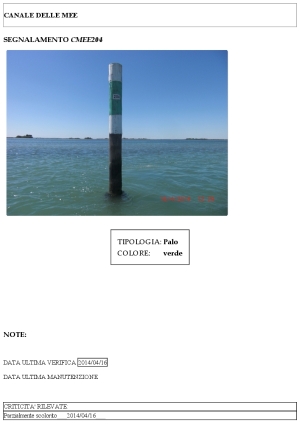 CANALE DELLE MEE
SEGNALAMENTO CMEE204
TIPOLOGIA: Palo
COLORE: verde
NOTE:
DATA ULTIMA VERIFICA 2014/04/16
DATA ULTIMA MANUTENZIONE
CRITICITA' RILEVATE
Parzialmente scolorito 2014/04/16